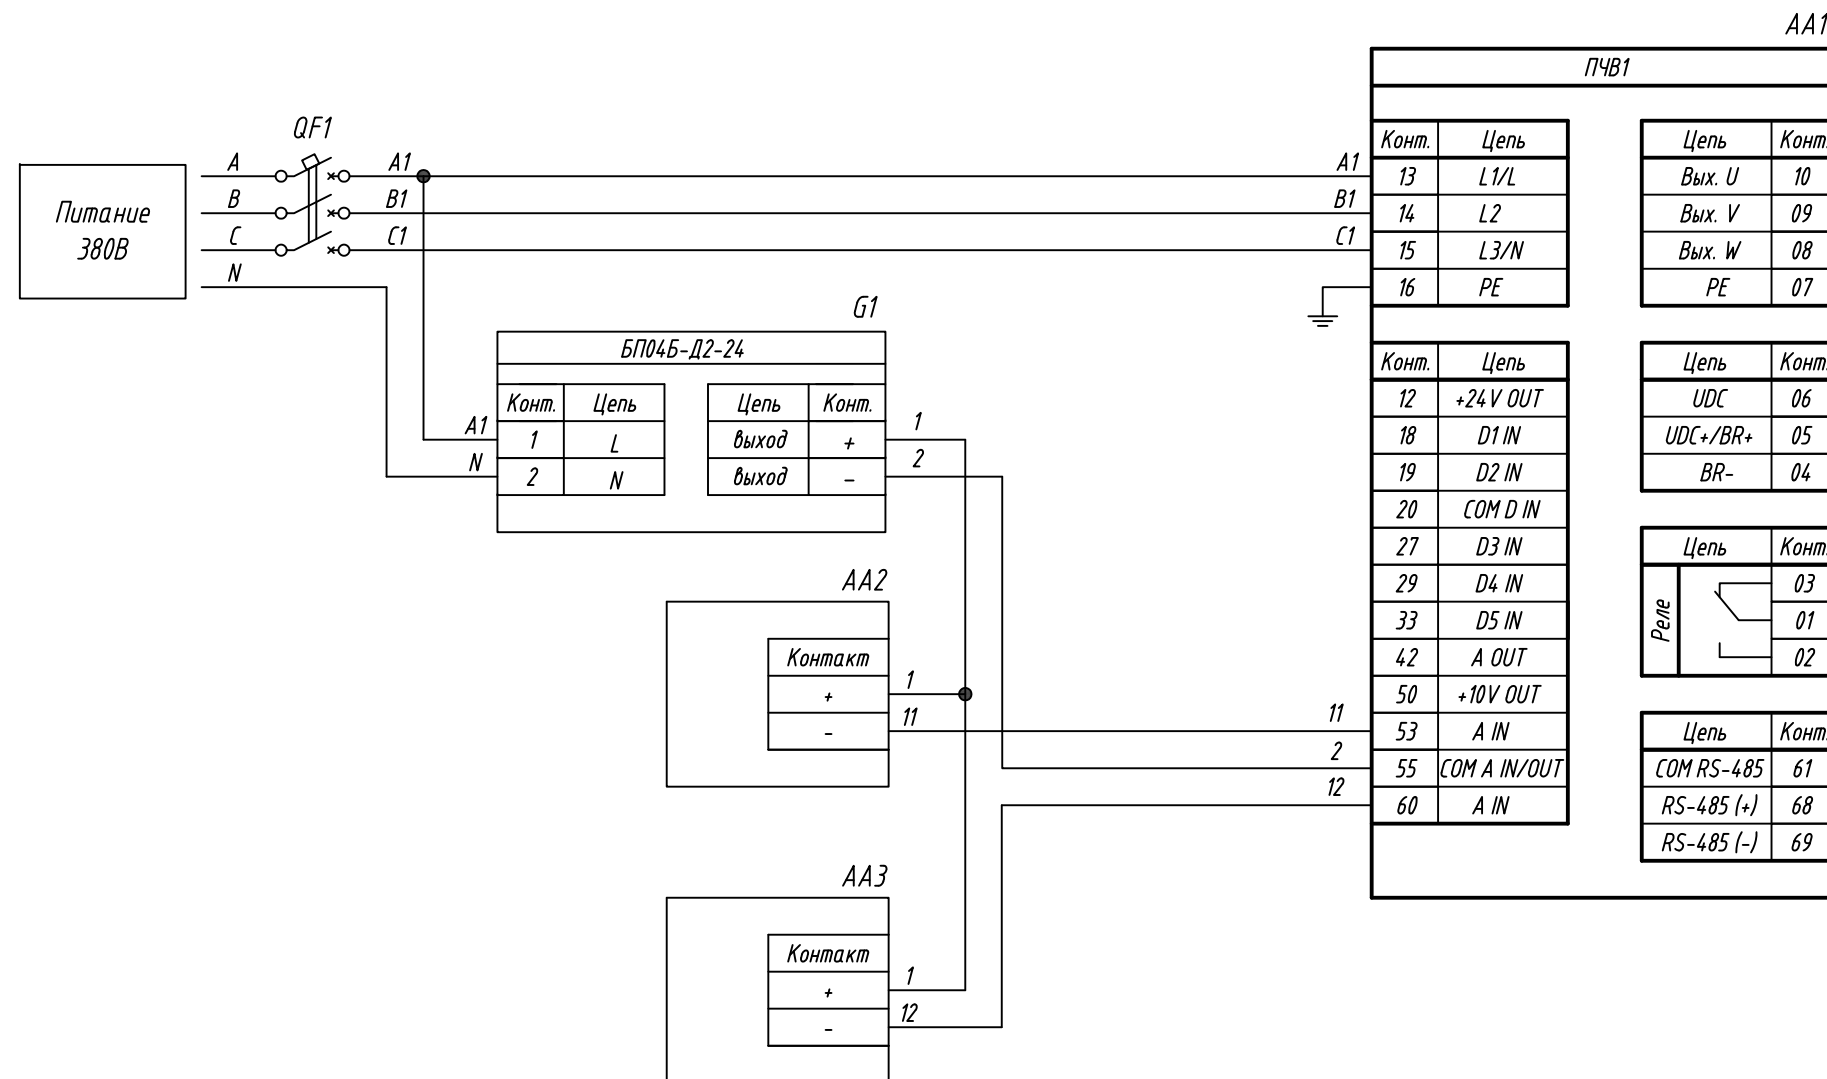 AA1
ПЧВ1
QF1
Питание
380В
A
B
C
N
A1
B1
C1
A1
B1
C1
Конт. Цепь
13 L1/L
14 L2
15 L3/N
16 PE
Цепь Конт.
Вых. U 10
Вых. V 09
Вых. W 08
PE 07
G1
БП04Б-Д2-24
Конт. Цепь
1 L
2 N
Цепь Конт.
выход +
выход -
A1
N
1
2
Конт. Цепь
12 +24V OUT
18 D1 IN
19 D2 IN
20 COM D IN
27 D3 IN
29 D4 IN
33 D5 IN
42 A OUT
50 +10V OUT
53 A IN
55 COM A IN/OUT
60 A IN
Цепь Конт.
UDC 06
UDC+/BR+ 05
BR- 04
Цепь Конт.
Реле
03
01
02
Цепь Конт.
COM RS-485 61
RS-485 (+) 68
RS-485 (-) 69
AA2
Контакт
+
-
1
11
11
2
12
AA3
Контакт
+
-
1
12